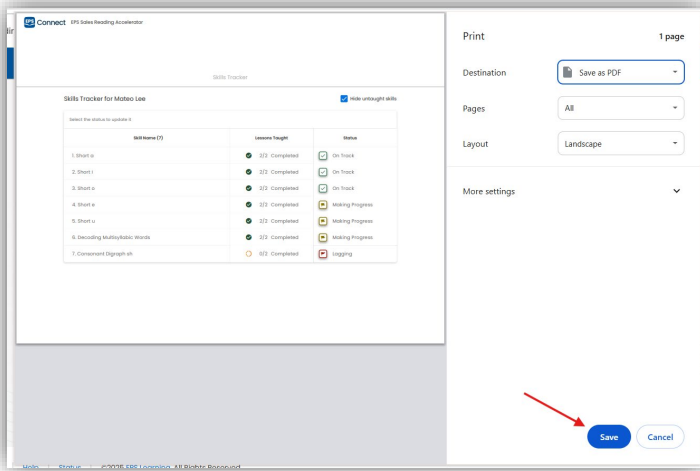 EPS Connect EPS Sales Reading Accelerator
Skills Tracker
Skills Tracker for Mateo Lee
Hide untaught skills
Select the status to update it
Skill Name (7) Lessons Taught Status
1. Short a 2/2 Completed On Track
2. Short i 2/2 Completed On Track
3. Short o 2/2 Completed On Track
4. Short e 2/2 Completed Making Progress
5. Short u 2/2 Completed Making Progress
6. Decoding Multisyllabic Words 2/2 Completed Making Progress
7. Consonant Digraph sh 0/2 Completed Lagging
Print 1 page
Destination Save as PDF
Pages All
Layout Landscape
More settings
Save Cancel
Help Status ©2025 EPS Learning. All Rights Reserved